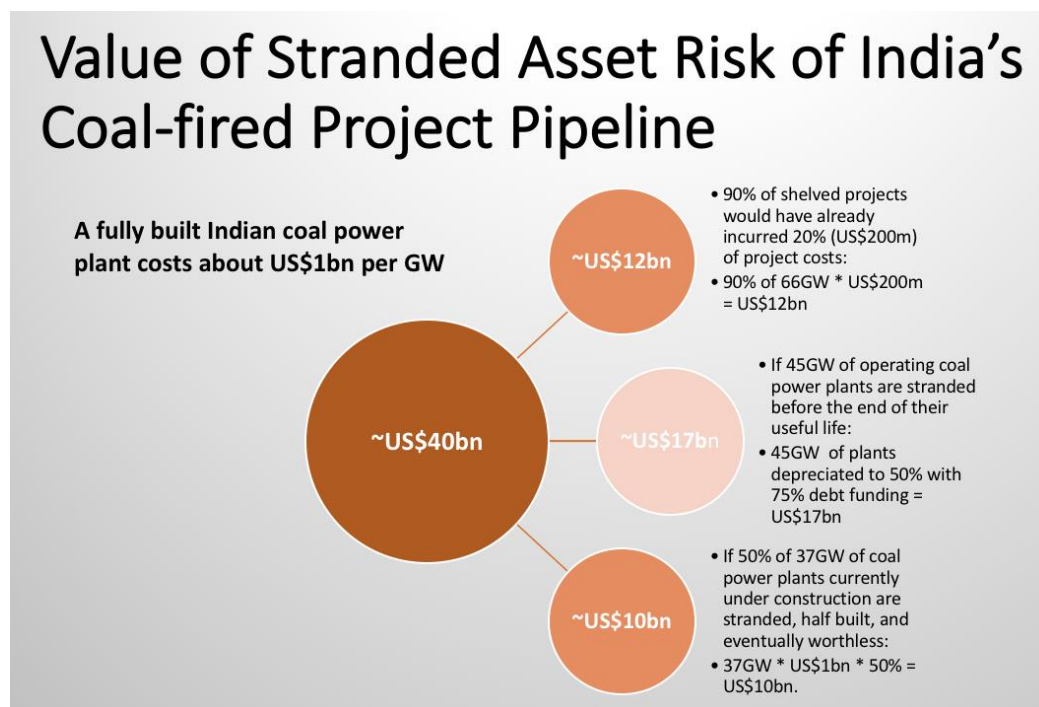 Value of Stranded Asset Risk of India's
Coal-fired Project Pipeline
A fully built Indian coal power
plant costs about US$1bn per GW
~US$40bn
~US$12bn
• 90% of shelved projects
would have already
incurred 20% (US$200m)
of project costs:
• 90% of 66GW * US$200m
= US$12bn
~US$17bn
• If 45GW of operating coal
power plants are stranded
before the end of their
useful life:
• 45GW of plants
depreciated to 50% with
75% debt funding =
US$17bn
~US$10bn
• If 50% of 37GW of coal
power plants currently
under construction are
stranded, half built, and
eventually worthless:
• 37GW * US$1bn * 50% =
US$10bn.